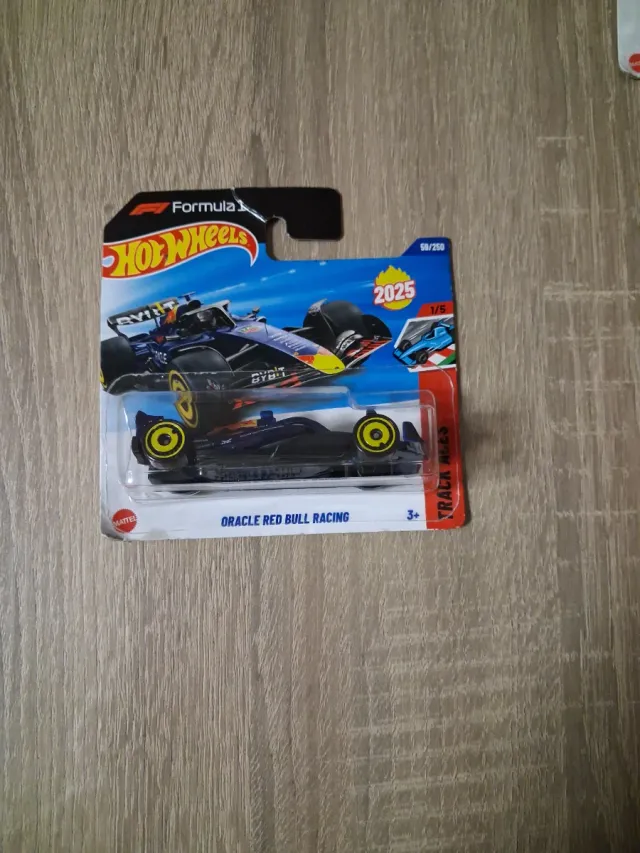 F1 Formula 1
HOT WHEELS
59/250
2025
1/5
BYBIT
BYBIT
TRACK ACES
MATTEL
ORACLE RED BULL RACING
3+